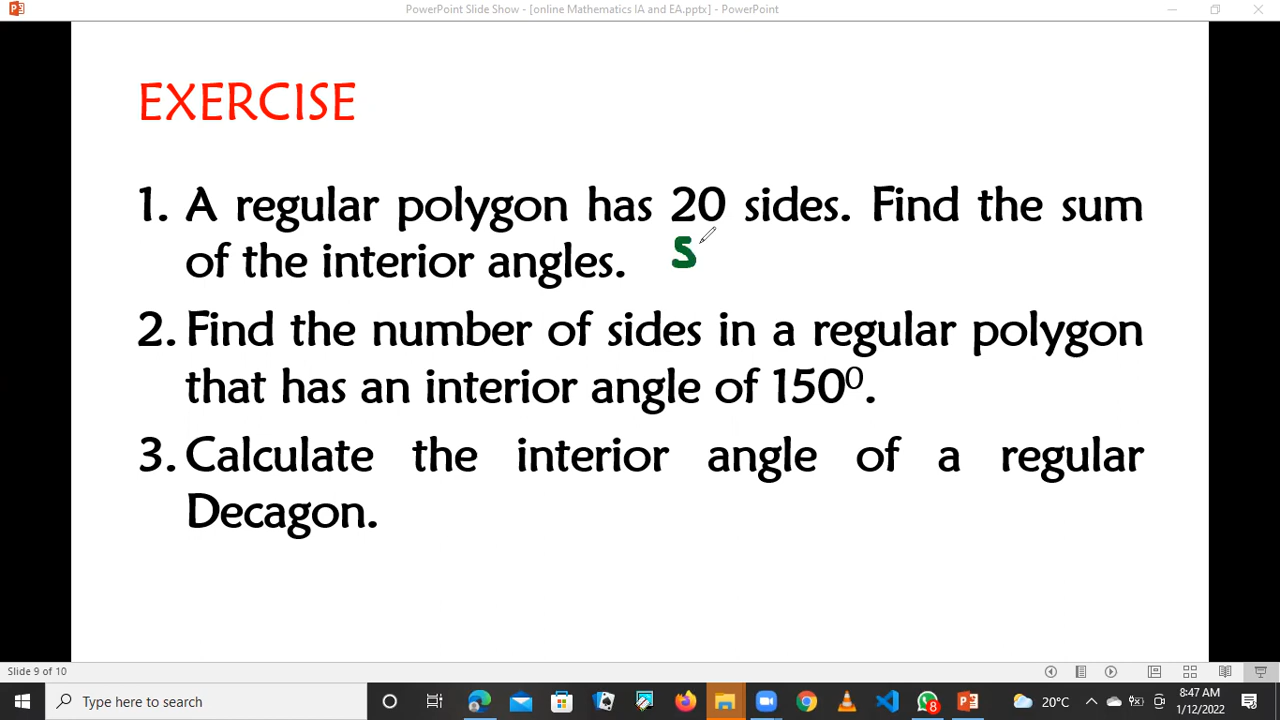 PowerPoint Slide Show - [online Mathematics IA and EA.pptx] - PowerPoint
EXERCISE
1. A regular polygon has 20 sides. Find the sum
of the interior angles. S
2. Find the number of sides in a regular polygon
that has an interior angle of 150⁰.
3. Calculate the interior angle of a regular
Decagon.
Slide 9 of 10
Type here to search
8
20°C
8:47 AM
1/12/2022